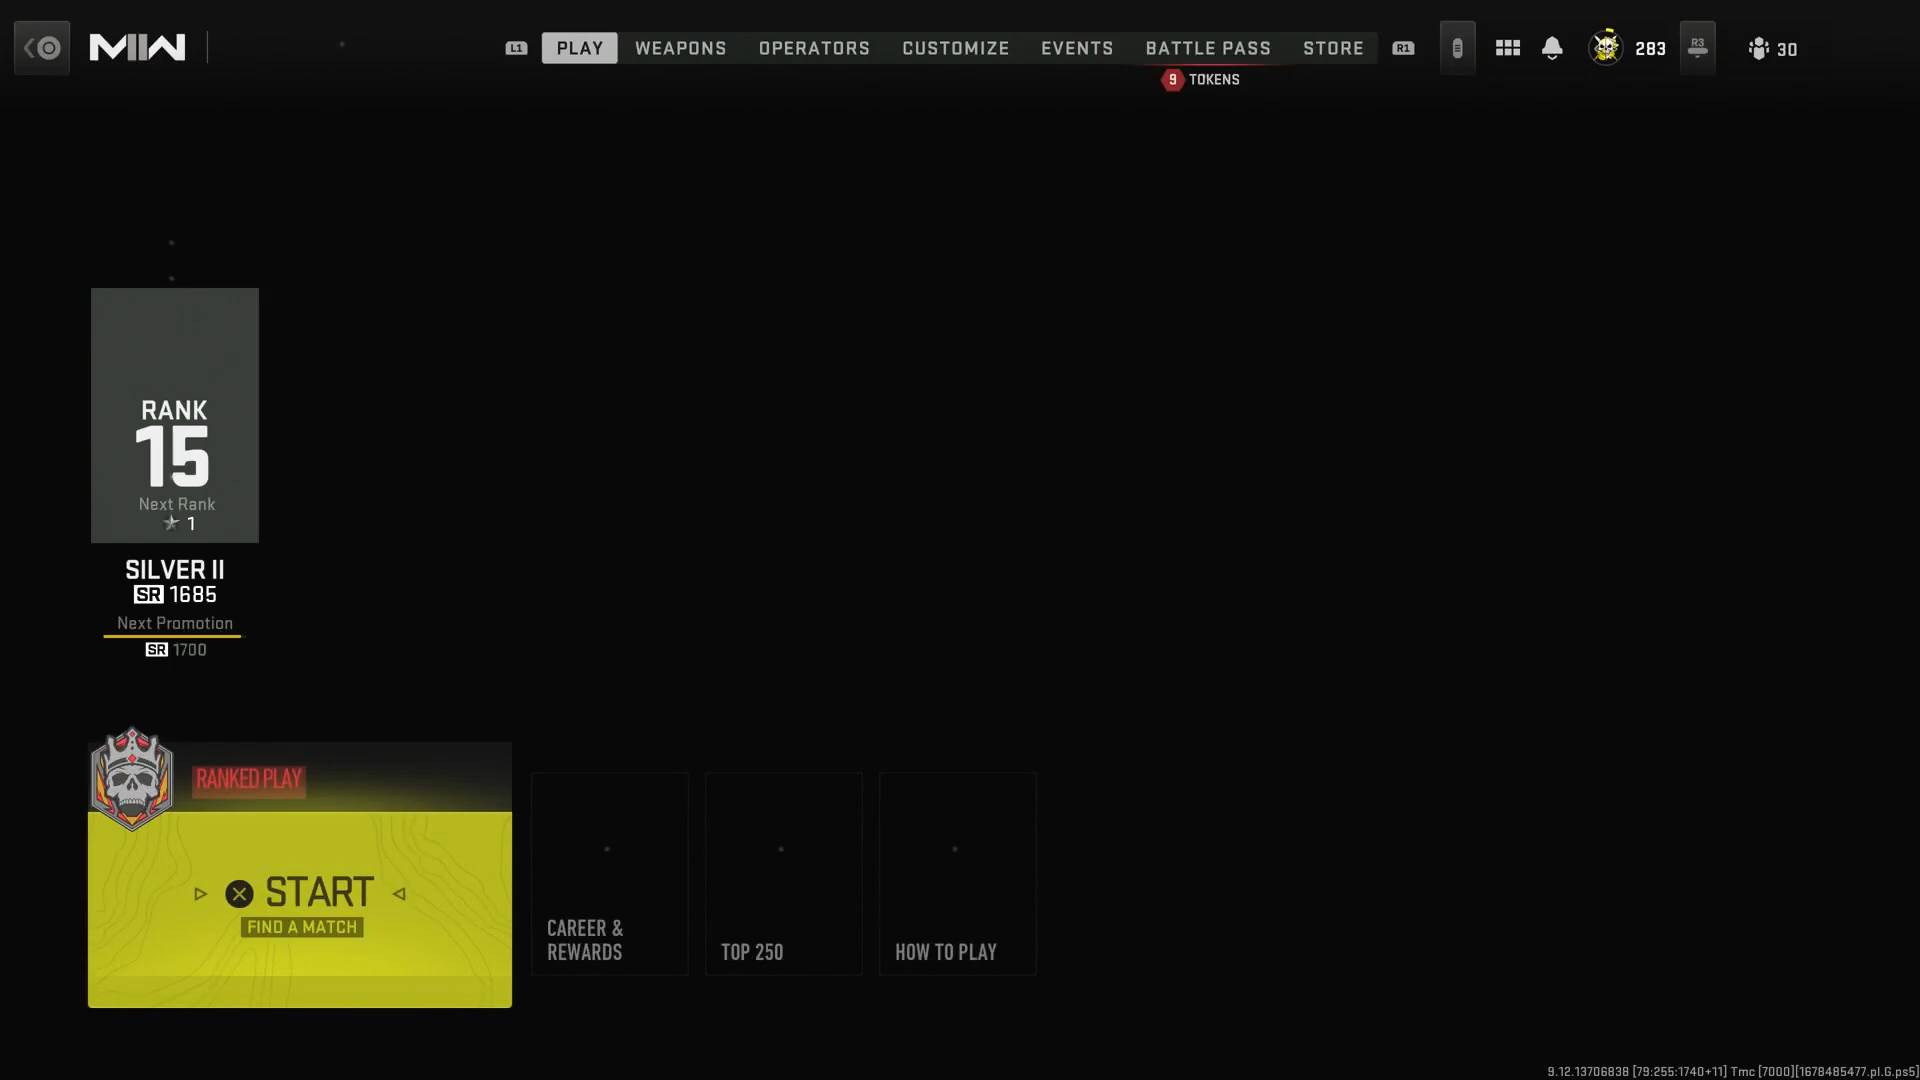 MWII
L1 PLAY WEAPONS OPERATORS CUSTOMIZE EVENTS BATTLE PASS STORE R1 283 R3 30
9 TOKENS
RANK
15
Next Rank
1
SILVER II
SR 1685
Next Promotion
SR 1700
RANKED PLAY
START
FIND A MATCH
CAREER &
REWARDS
TOP 250
HOW TO PLAY
9.12.13706838 [79:255:1740+11] Tmc [7000][1678485477.pl.G.ps5]